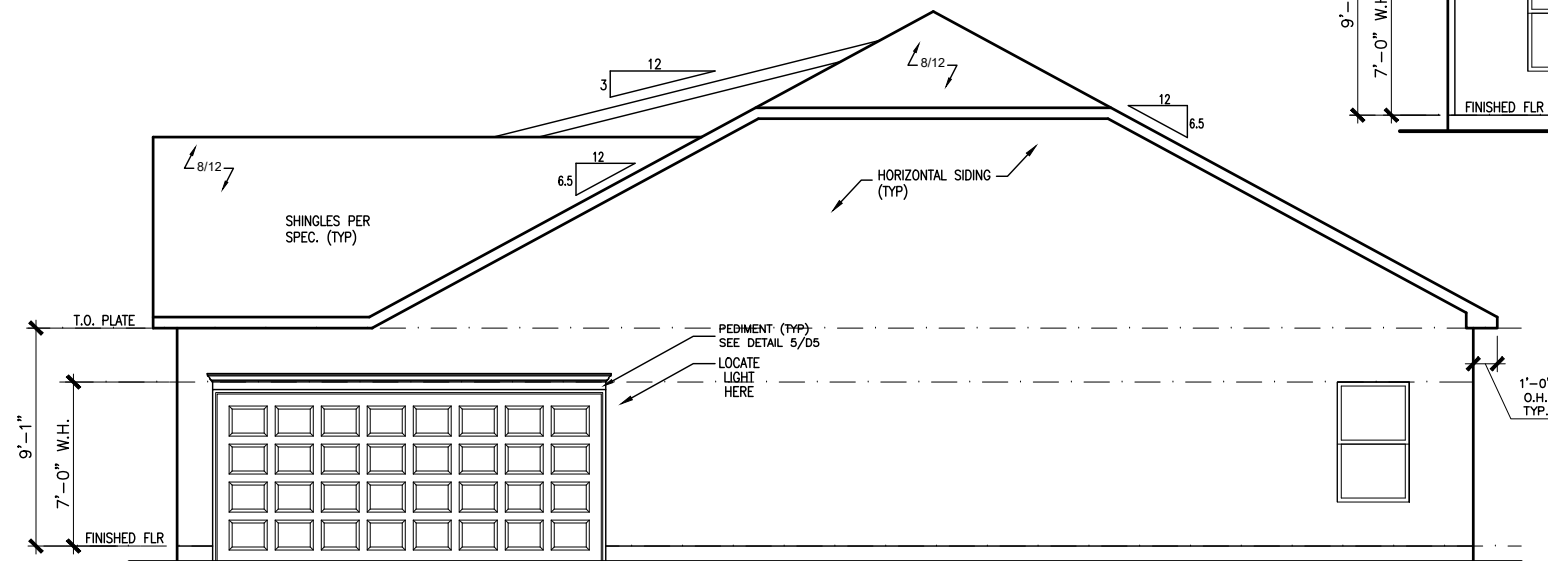 12
3
8/12
12
6.5
9'-
7'-0" W.H
FINISHED FLR
8/12
12
6.5
HORIZONTAL SIDING
(TYP)
SHINGLES PER
SPEC. (TYP)
T.O. PLATE
PEDIMENT (TYP)
SEE DETAIL 5/D5
LOCATE
LIGHT
HERE
1'-0"
O.H.
TYP.
9'-1"
7'-0" W.H.
FINISHED FLR